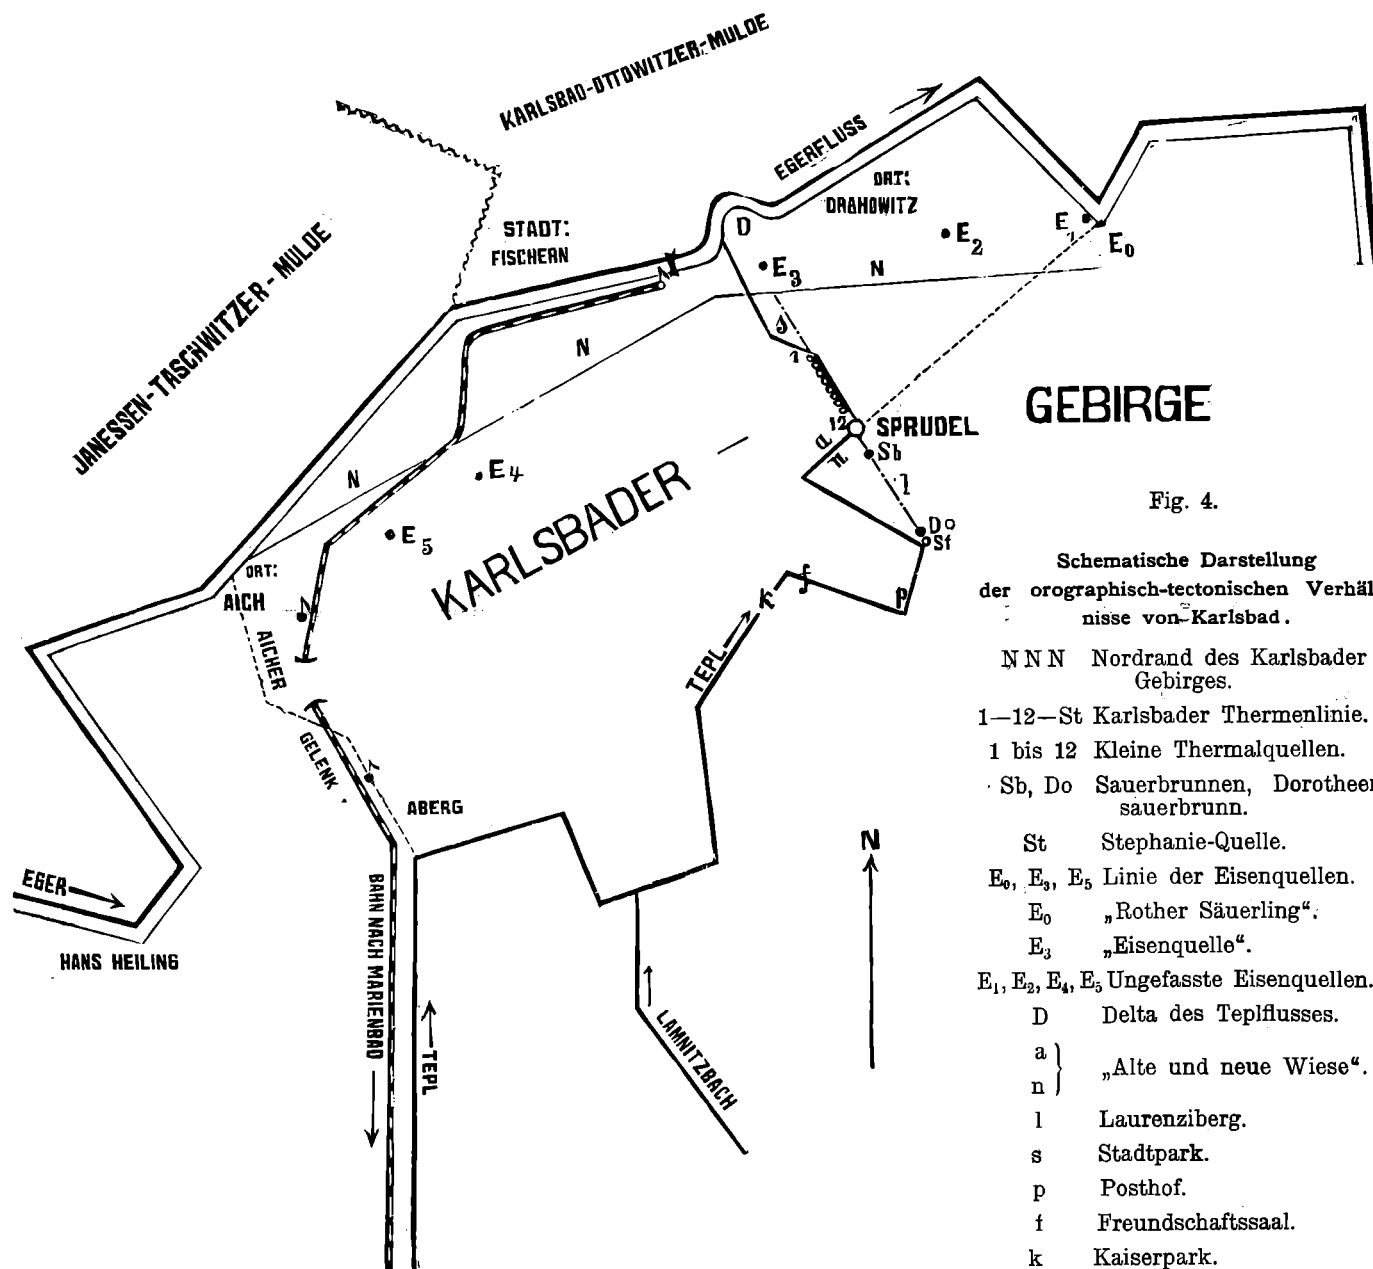 KARLSBAD-OTTOWITZER-MULDE
EGERFLUSS
ORT:
DRAHOWITZ
JANESSEN-TASCHWITZER-MULDE
STADT:
FISCHERN
D
E₁
E₀
E₂
E₃
N
N
N
s
1
12
SPRUDEL
a
n
Sb
l
GEBIRGE
E₄
E₅
KARLSBADER
Do
St
ORT:
AICH
AICHER
GELENK
k
f
p
TEPL
ABERG
N
EGER
HANS HEILING
BAHN NACH MARIENBAD
TEPL
LAMNITZBACH
Fig. 4.
Schematische Darstellung
der orographisch-tectonischen Verhäl
nisse von Karlsbad.
N N N Nordrand des Karlsbader
Gebirges.
1—12—St Karlsbader Thermenlinie.
1 bis 12 Kleine Thermalquellen.
Sb, Do Sauerbrunnen, Dorotheen
säuerbrunn.
St Stephanie-Quelle.
E₀, E₃, E₅ Linie der Eisenquellen.
E₀ „Rother Säuerling“.
E₃ „Eisenquelle“.
E₁, E₂, E₄, E₅ Ungefasste Eisenquellen.
D Delta des Teplflusses.
a
n „Alte und neue Wiese“.
l Laurenziberg.
s Stadtpark.
p Posthof.
f Freundschaftssaal.
k Kaiserpark.